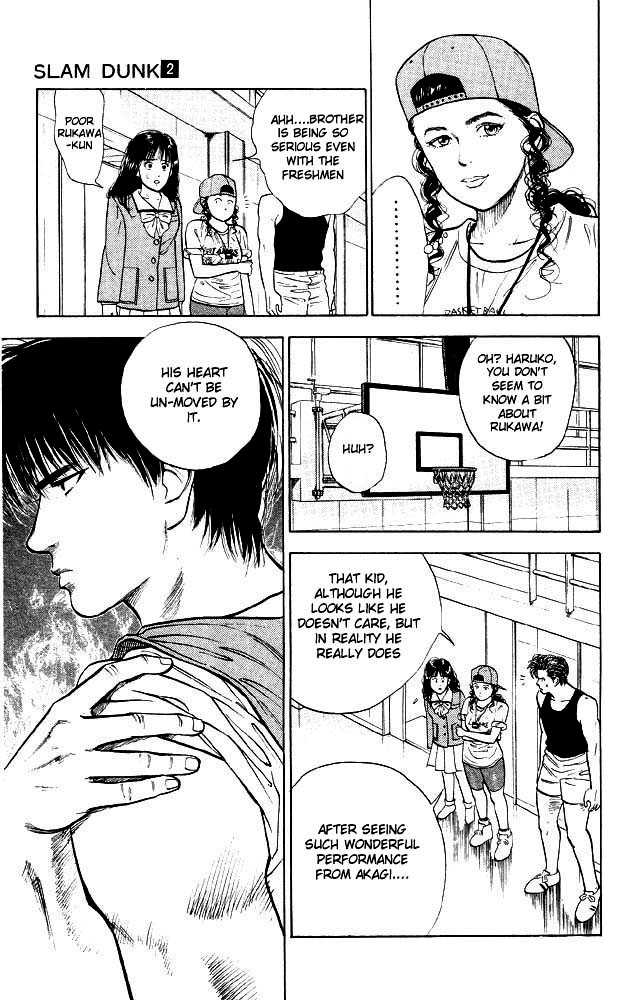 SLAM DUNK 2
AHH....BROTHER
IS BEING SO
SERIOUS EVEN
WITH THE
FRESHMEN
POOR
RUKAWA
-KUN
OH? HARUKO,
YOU DON'T
SEEM TO
KNOW A BIT
ABOUT
RUKAWA!
HUH?
THAT KID,
ALTHOUGH HE
LOOKS LIKE HE
DOESN'T CARE, BUT
IN REALITY HE
REALLY DOES
AFTER SEEING
SUCH WONDERFUL
PERFORMANCE
FROM AKAGI....
HIS HEART
CAN'T BE
UN-MOVED BY
IT.